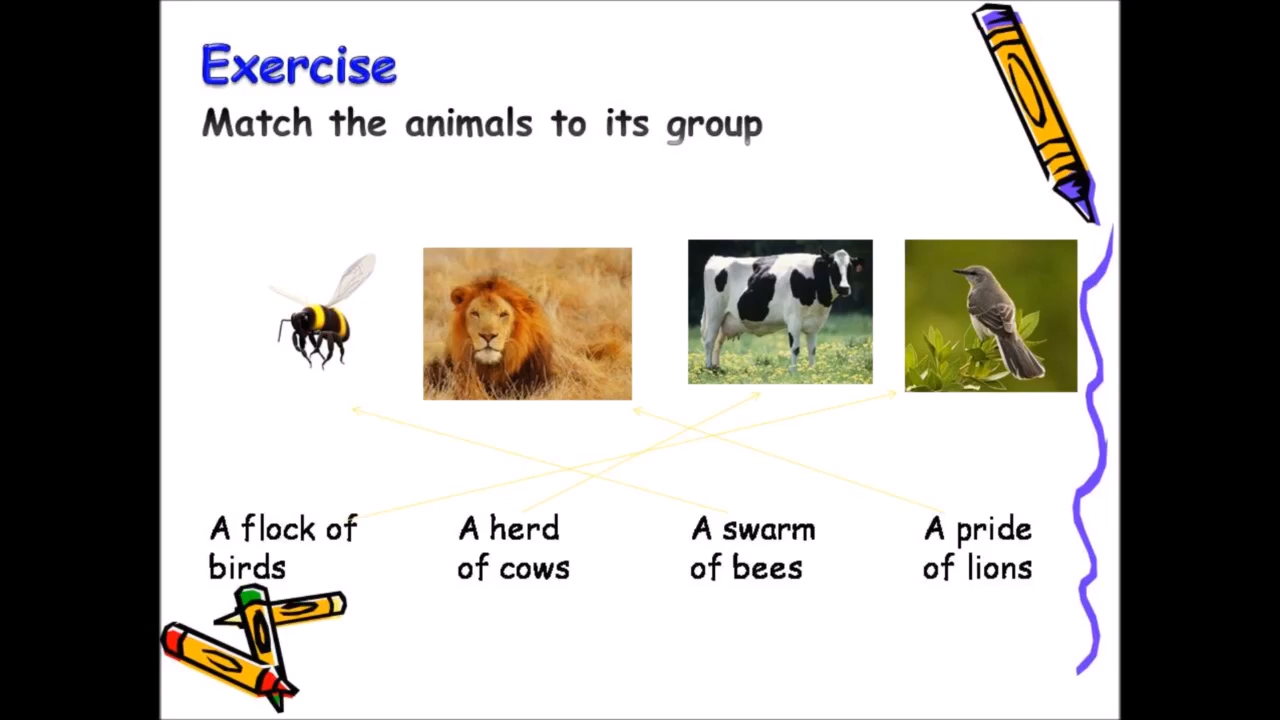 Exercise
Match the animals to its group
A flock of
birds
A herd
of cows
A swarm
of bees
A pride
of lions